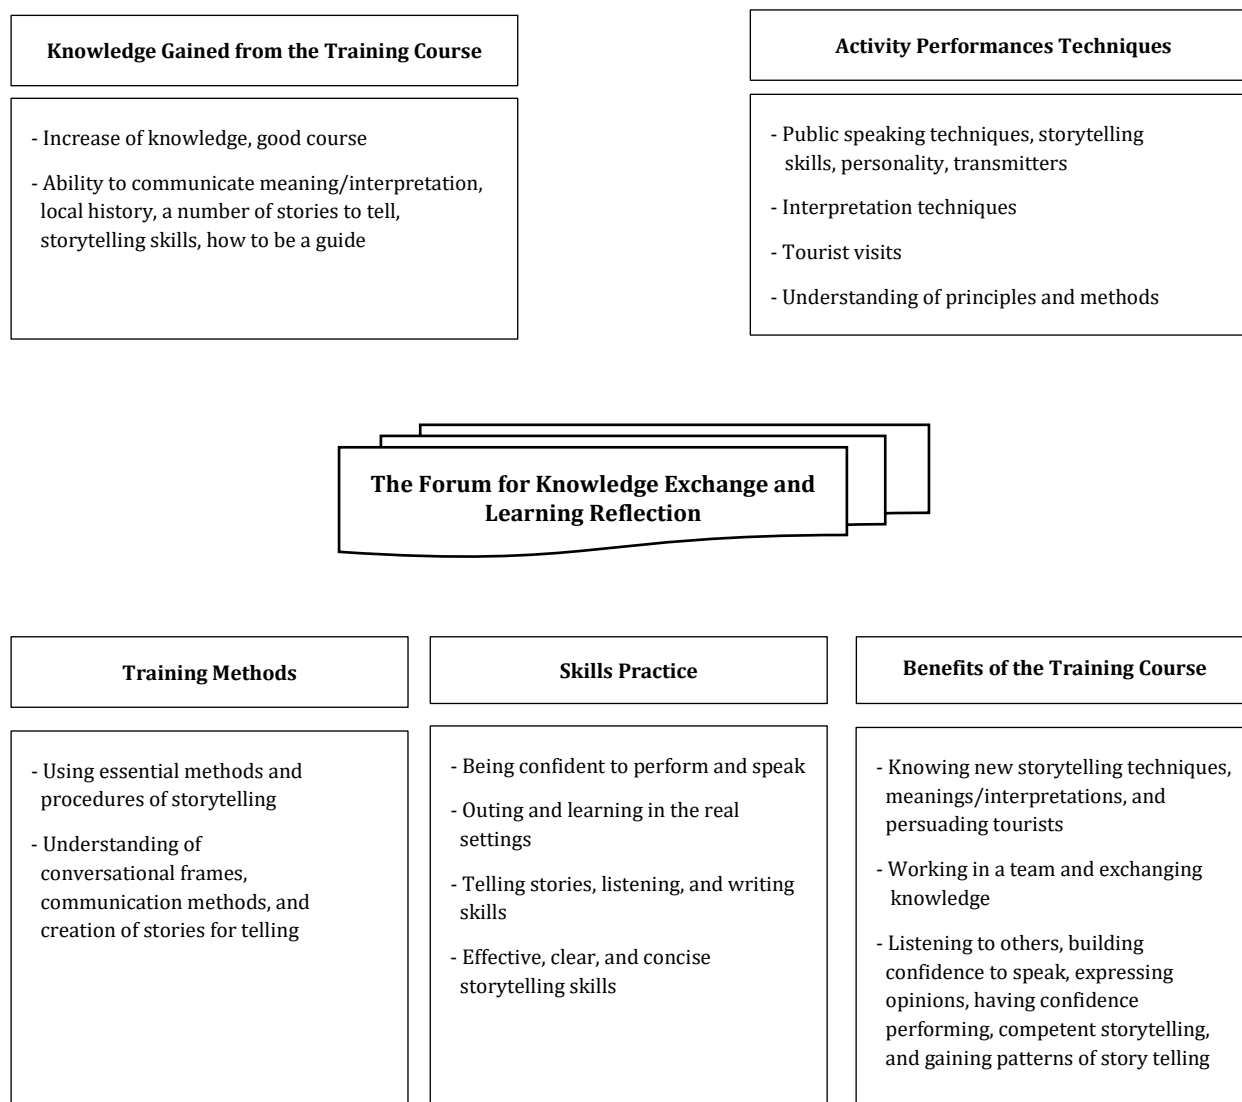 Knowledge Gained from the Training Course
- Increase of knowledge, good course
- Ability to communicate meaning/interpretation,
local history, a number of stories to tell,
storytelling skills, how to be a guide
Activity Performances Techniques
- Public speaking techniques, storytelling
skills, personality, transmitters
- Interpretation techniques
- Tourist visits
- Understanding of principles and methods
The Forum for Knowledge Exchange and
Learning Reflection
Training Methods
- Using essential methods and
procedures of storytelling
- Understanding of
conversational frames,
communication methods, and
creation of stories for telling
Skills Practice
- Being confident to perform and speak
- Outing and learning in the real
settings
- Telling stories, listening, and writing
skills
- Effective, clear, and concise
storytelling skills
Benefits of the Training Course
- Knowing new storytelling techniques,
meanings/interpretations, and
persuading tourists
- Working in a team and exchanging
knowledge
- Listening to others, building
confidence to speak, expressing
opinions, having confidence
performing, competent storytelling,
and gaining patterns of story telling